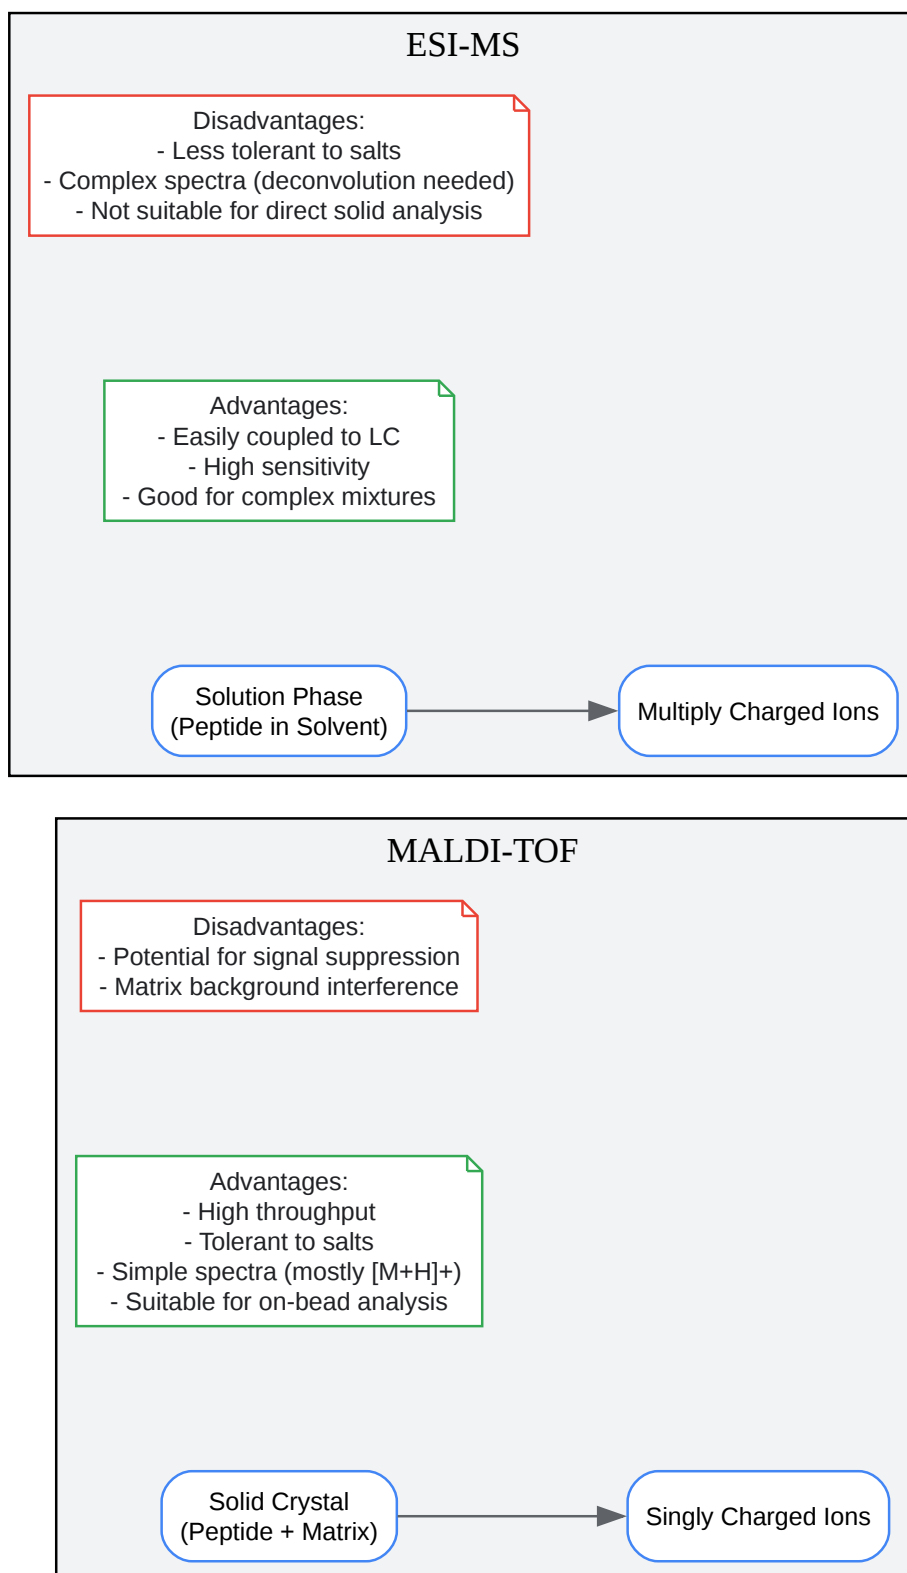 ESI-MS
Disadvantages:
- Less tolerant to salts
- Complex spectra (deconvolution needed)
- Not suitable for direct solid analysis
Advantages:
- Easily coupled to LC
- High sensitivity
- Good for complex mixtures
Solution Phase
(Peptide in Solvent)
Multiply Charged Ions
MALDI-TOF
Disadvantages:
- Potential for signal suppression
- Matrix background interference
Advantages:
- High throughput
- Tolerant to salts
- Simple spectra (mostly [M+H]+)
- Suitable for on-bead analysis
Solid Crystal
(Peptide + Matrix)
Singly Charged Ions